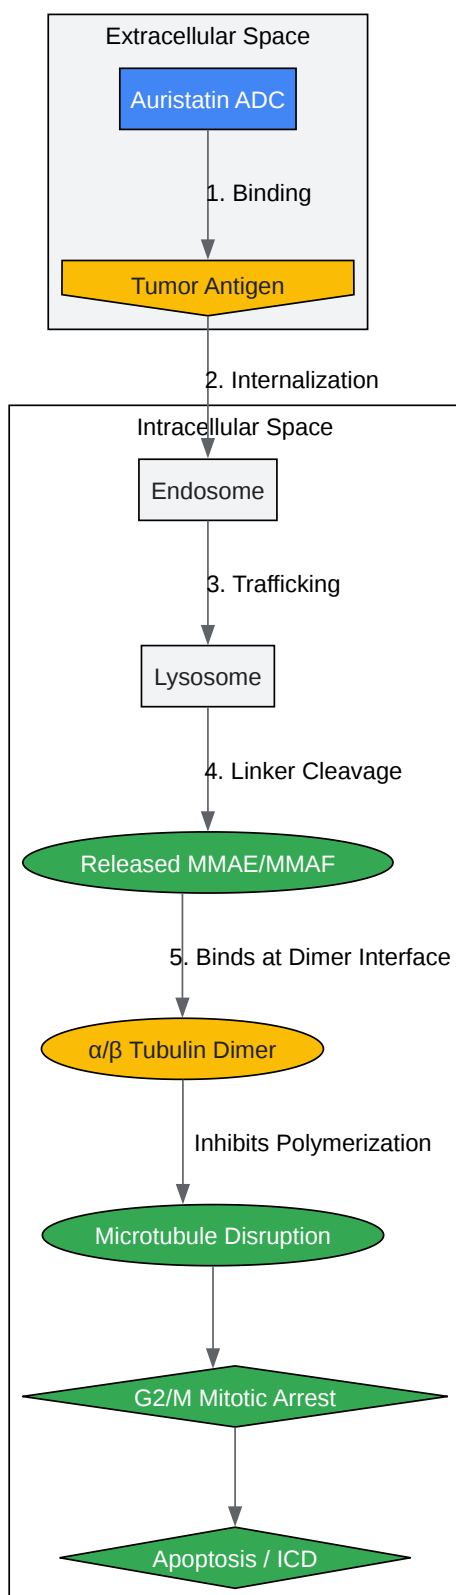 Extracellular Space
Auristatin ADC
1. Binding
Tumor Antigen
2. Internalization
Intracellular Space
Endosome
3. Trafficking
Lysosome
4. Linker Cleavage
Released MMAE/MMAF
5. Binds at Dimer Interface
α/β Tubulin Dimer
Inhibits Polymerization
Microtubule Disruption
G2/M Mitotic Arrest
Apoptosis / ICD